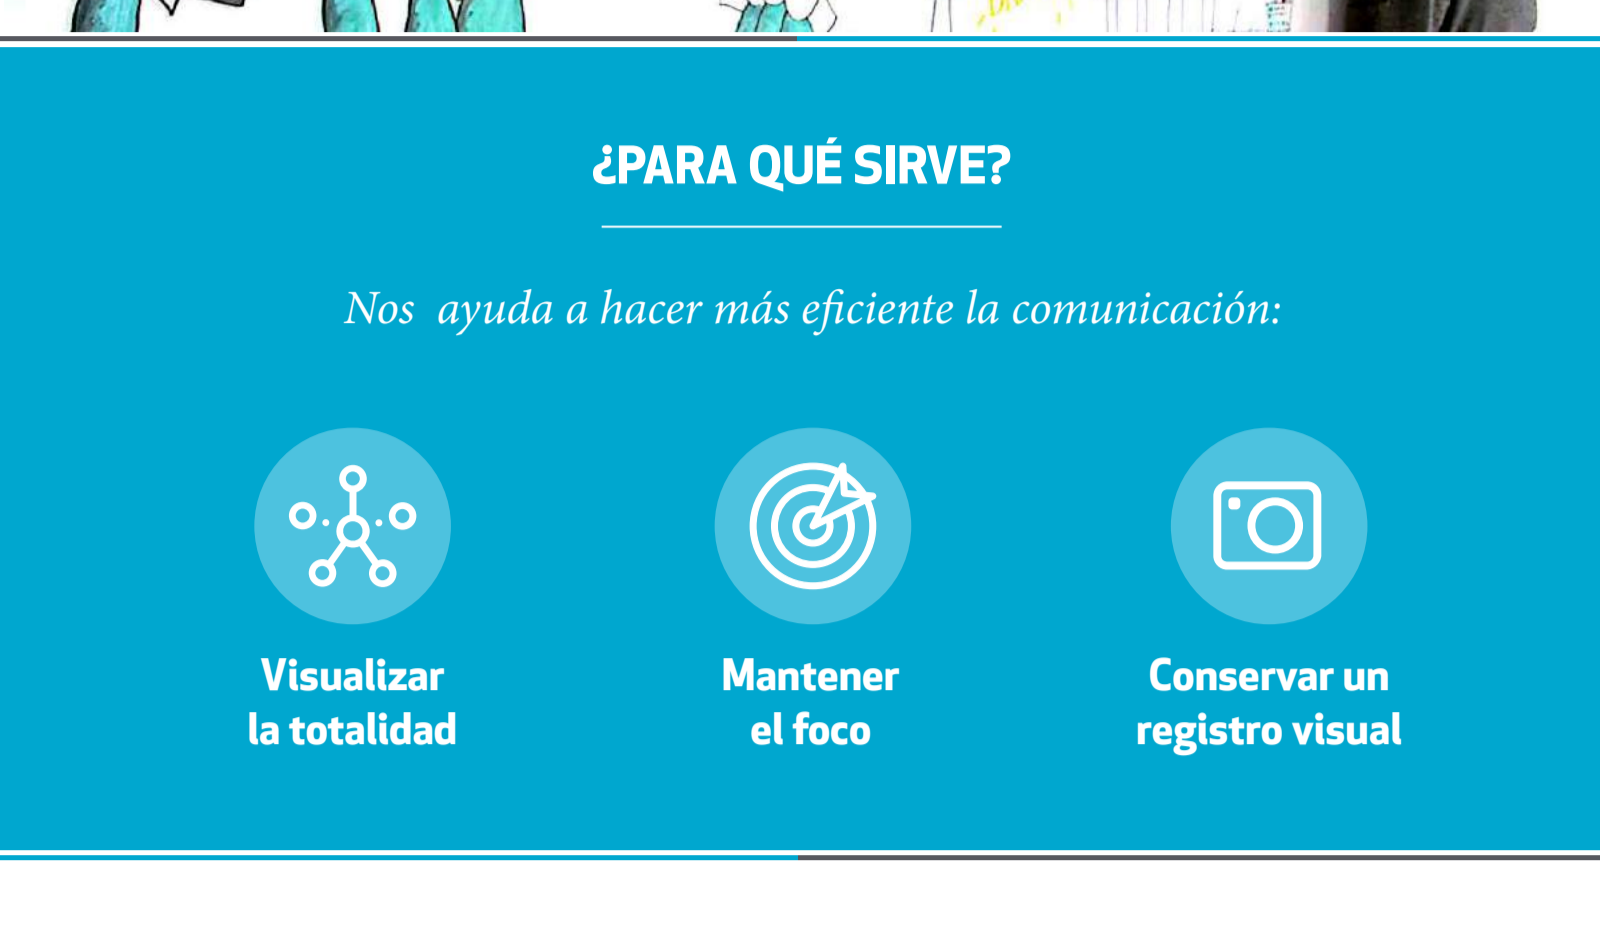 ¿PARA QUÉ SIRVE?
Nos ayuda a hacer más eficiente la comunicación:
Visualizar
la totalidad
Mantener
el foco
Conservar un
registro visual